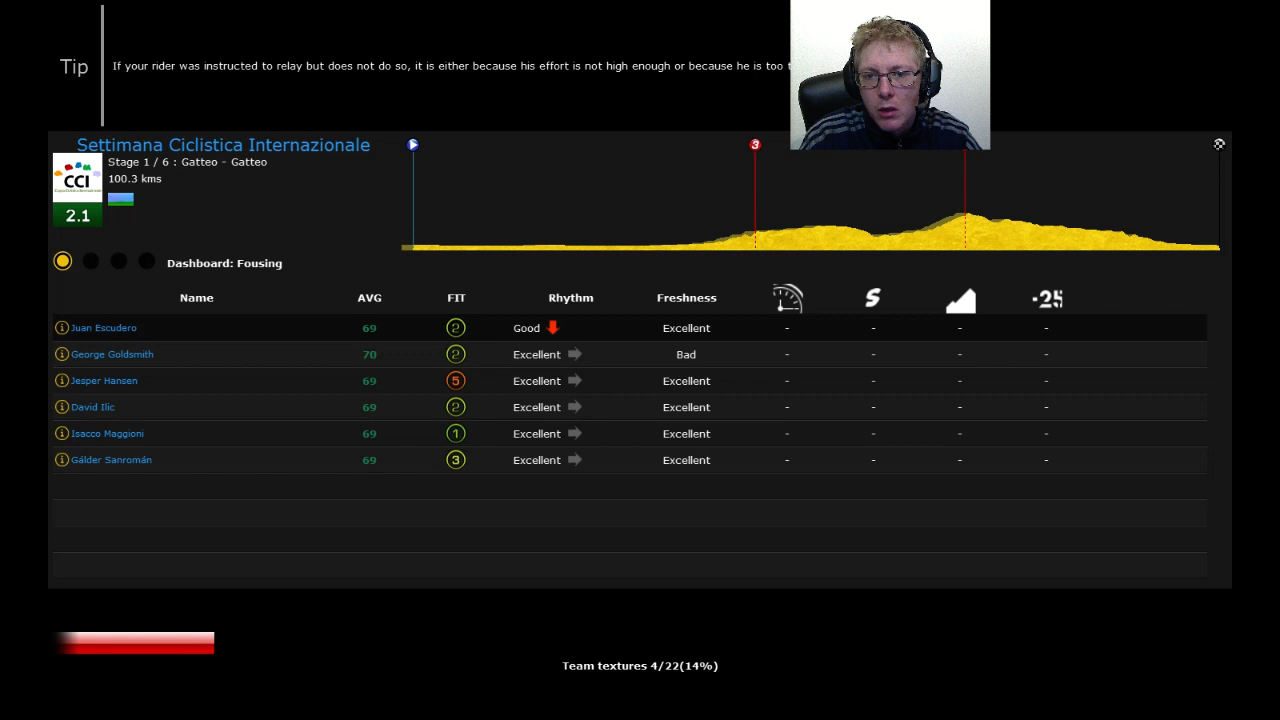 Tip
If your rider was instructed to relay but does not do so, it is either because his effort is not high enough or because he is too
Settimana Ciclistica Internazionale
Stage 1 / 6 : Gatteo - Gatteo
100.3 kms
CCI
2.1
3
Dashboard: Fousing
Name AVG FIT Rhythm Freshness S -25
Juan Escudero 69 2 Good Excellent - - - -
George Goldsmith 70 2 Excellent Bad - - - -
Jesper Hansen 69 5 Excellent Excellent - - - -
David Ilic 69 2 Excellent Excellent - - - -
Isacco Maggioni 69 1 Excellent Excellent - - - -
Gálder Sanromán 69 3 Excellent Excellent - - - -
Team textures 4/22(14%)